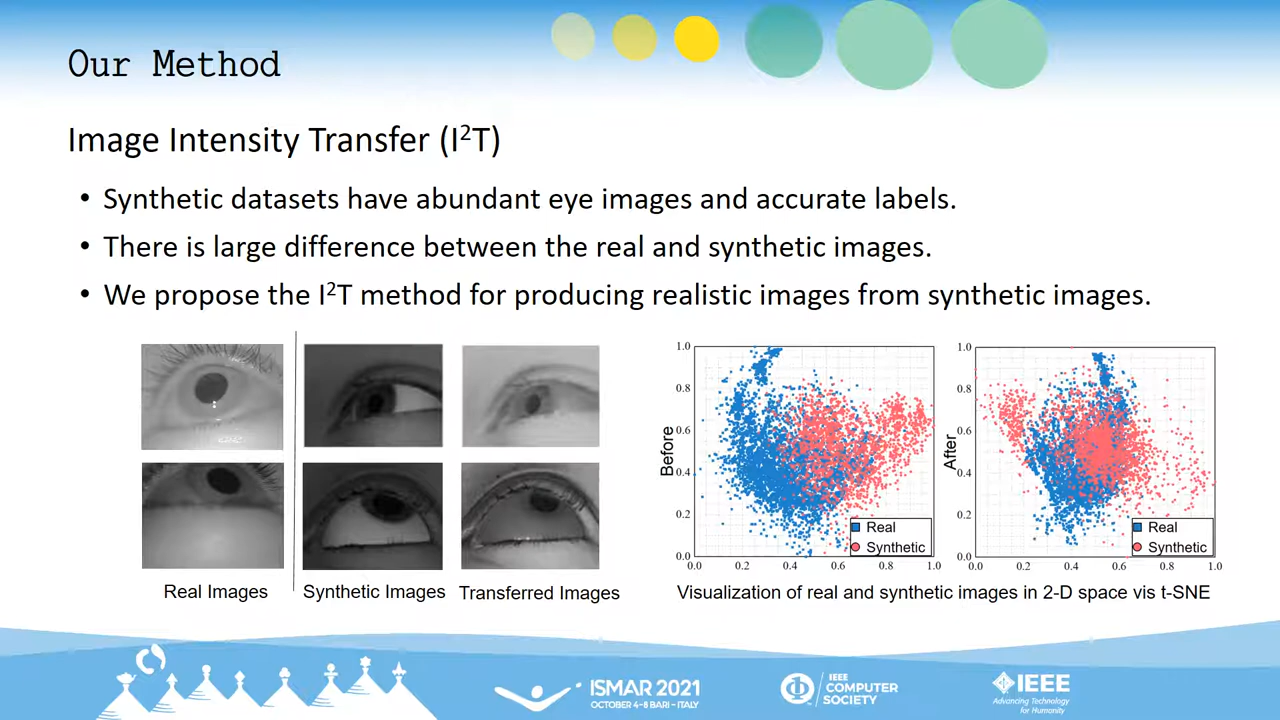 Our Method
Image Intensity Transfer (I²T)
• Synthetic datasets have abundant eye images and accurate labels.
• There is large difference between the real and synthetic images.
• We propose the I²T method for producing realistic images from synthetic images.
Real Images
Synthetic Images
Transferred Images
Before
1.0
0.8
0.6
0.4
0.2
0.0
0.0 0.2 0.4 0.6 0.8 1.0
Real
Synthetic
After
1.0
0.8
0.6
0.4
0.2
0.0
0.0 0.2 0.4 0.6 0.8 1.0
Real
Synthetic
Visualization of real and synthetic images in 2-D space vis t-SNE
ISMAR 2021
OCTOBER 4-8 BARI - ITALY
IEEE
COMPUTER
SOCIETY
IEEE
Advancing Technology
for Humanity